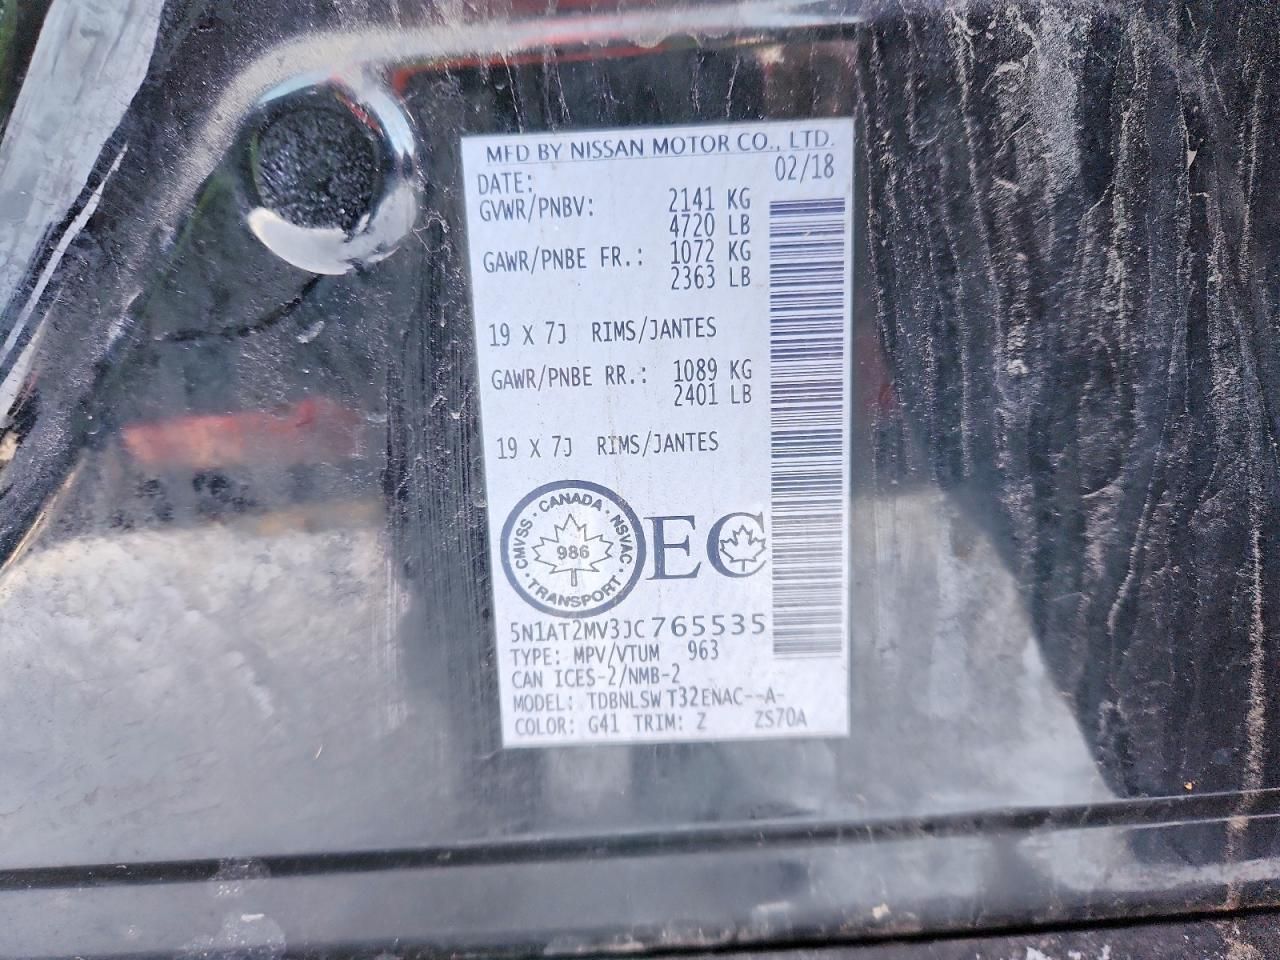 MFD BY NISSAN MOTOR CO., LTD.
DATE: 02/18
GVWR/PNBV: 2141 KG
4720 LB
GAWR/PNBE FR.: 1072 KG
2363 LB
19 X 7J RIMS/JANTES
GAWR/PNBE RR.: 1089 KG
2401 LB
19 X 7J RIMS/JANTES
CMVSS · CANADA · NSVAC · TRANSPORT ·
986
EC
5N1AT2MV3JC765535
TYPE: MPV/VTUM 963
CAN ICES-2/NMB-2
MODEL: TDBNLSW T32ENAC--A-
COLOR: G41 TRIM: Z ZS70A